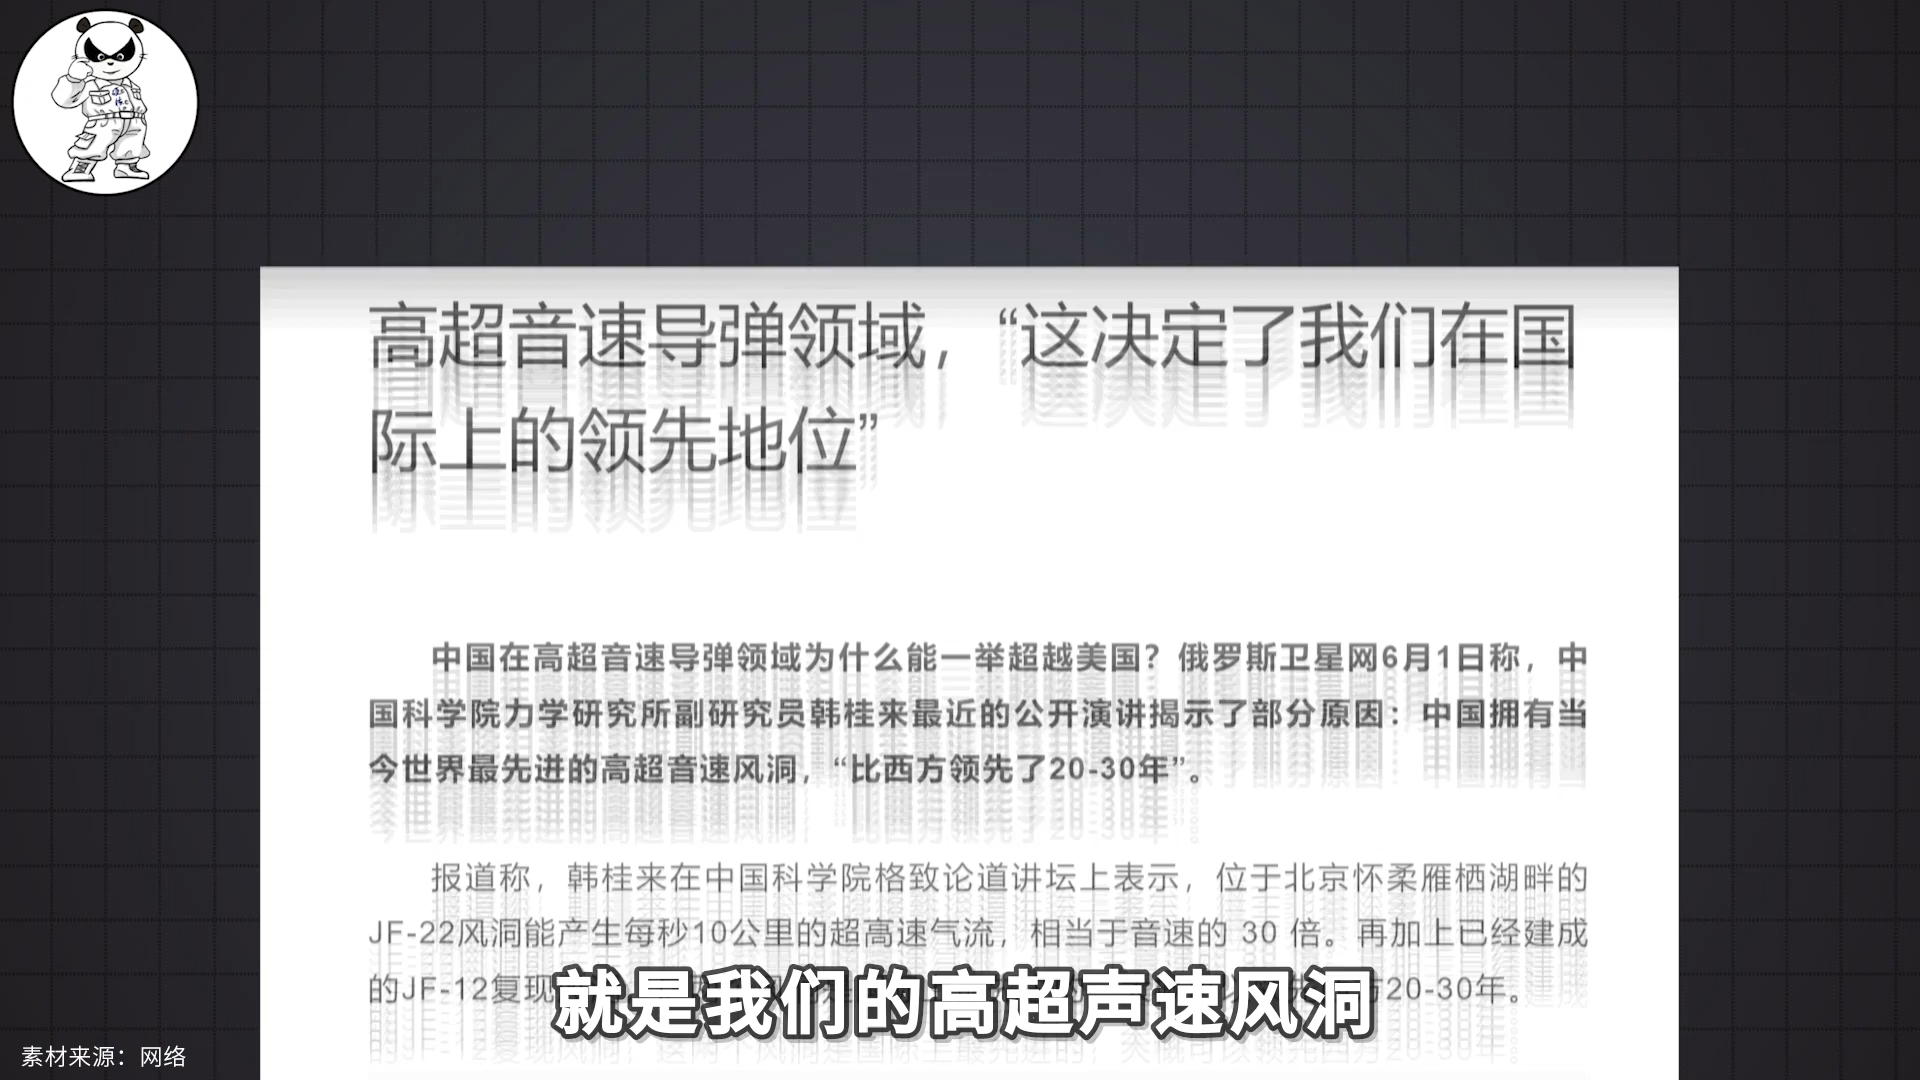 高超音速导弹领域，“这决定了我们在国
际上的领先地位”
中国在高超音速导弹领域为什么能一举超越美国？俄罗斯卫星网6月1日称，中
国科学院力学研究所副研究员韩桂来最近的公开演讲揭示了部分原因：中国拥有当
今世界最先进的高超音速风洞，“比西方领先了20-30年”。
报道称，韩桂来在中国科学院格致论道讲坛上表示，位于北京怀柔雁栖湖畔的
JF-22风洞能产生每秒10公里的超高速气流，相当于音速的 30 倍。再加上已经建成
的JF-12复现 20-30年。
就是我们的高超声速风洞
素材来源：网络